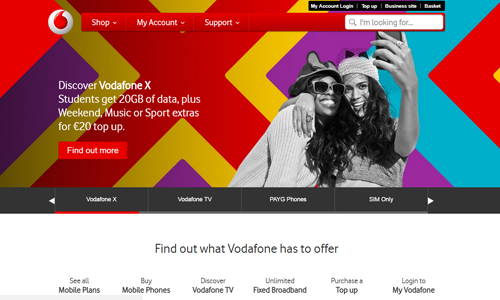 My Account Login | Top up | Business site | Basket
Shop My Account Support I'm looking for...
Discover Vodafone X
Students get 20GB of data, plus
Weekend, Music or Sport extras
for €20 top up.
Find out more
Vodafone X Vodafone TV PAYG Phones SIM Only
Find out what Vodafone has to offer
See all Buy Discover Unlimited Purchase a Login to
Mobile Plans Mobile Phones Vodafone TV Fixed Broadband Top up My Vodafone